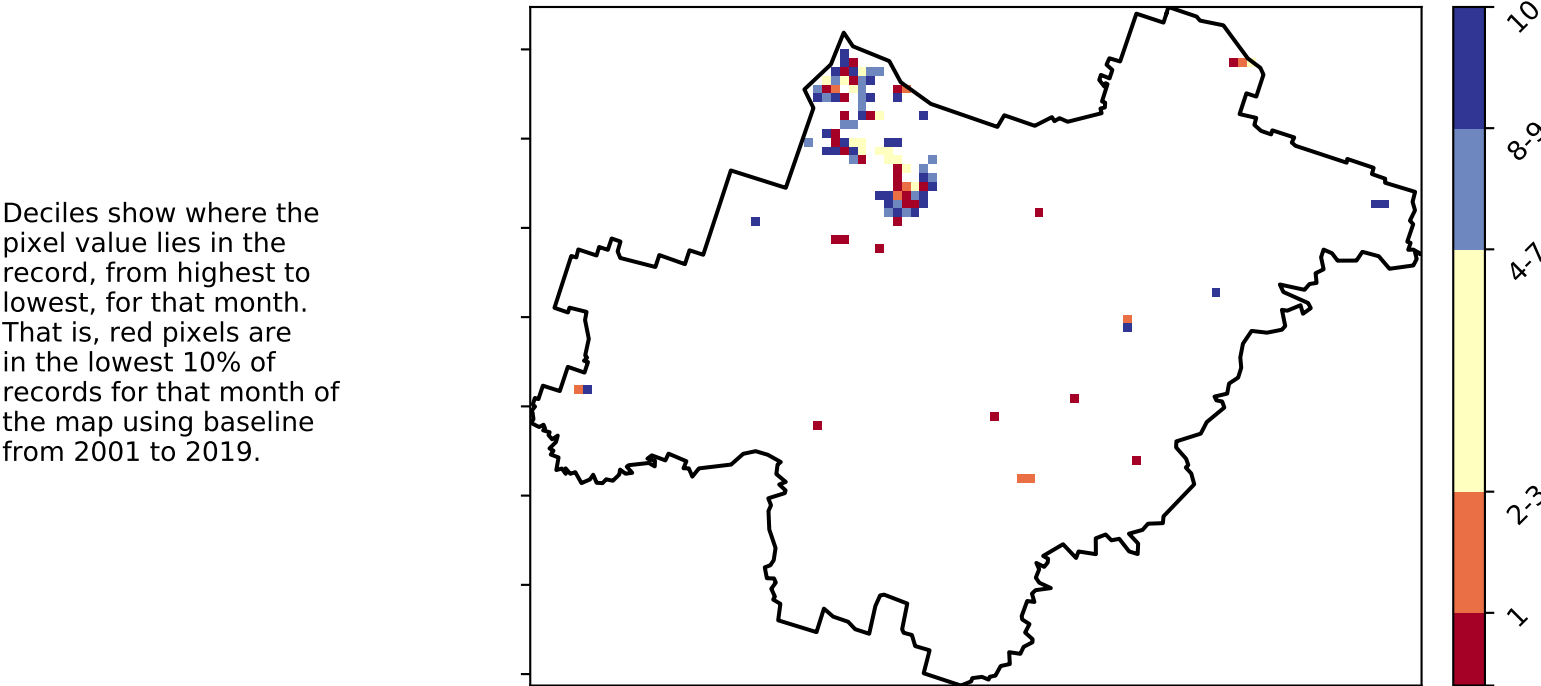 Deciles show where the
pixel value lies in the
record, from highest to
lowest, for that month.
That is, red pixels are
in the lowest 10% of
records for that month of
the map using baseline
from 2001 to 2019.
10
8-9
4-7
2-3
1